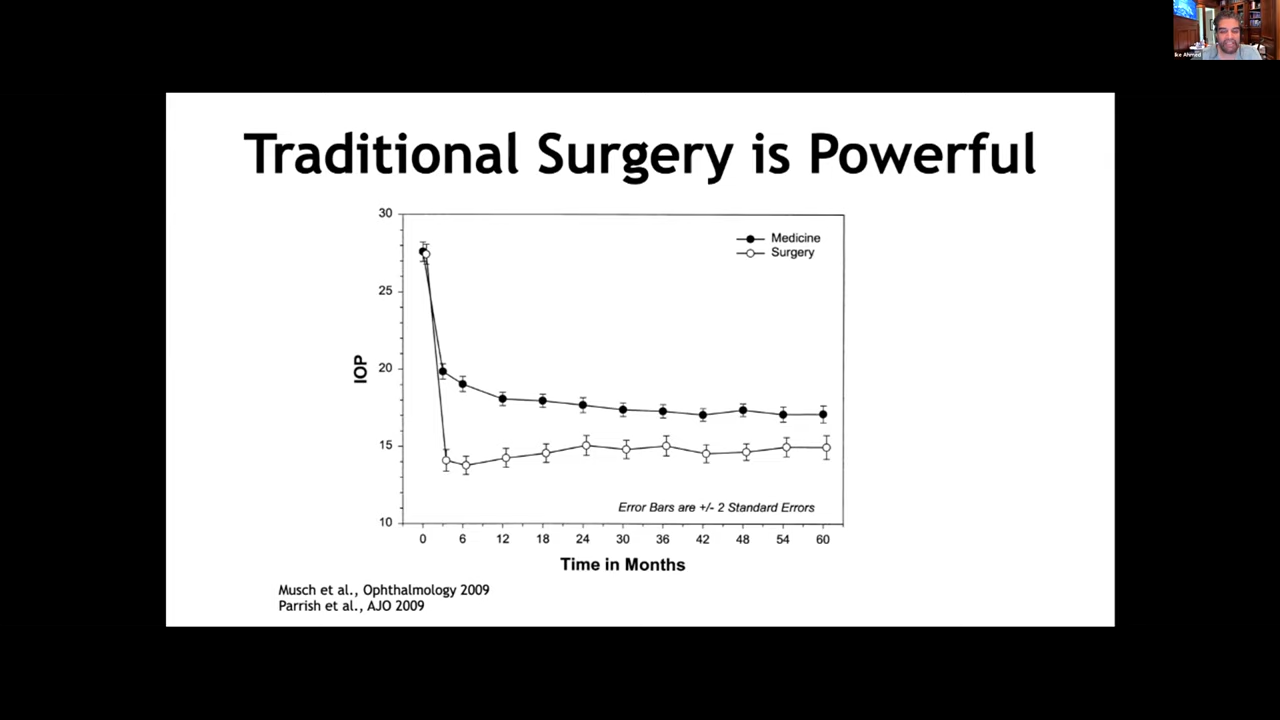 Ike Ahmed
Traditional Surgery is Powerful
30
25
20
15
10
IOP
Medicine
Surgery
Error Bars are +/- 2 Standard Errors
0 6 12 18 24 30 36 42 48 54 60
Time in Months
Musch et al., Ophthalmology 2009
Parrish et al., AJO 2009